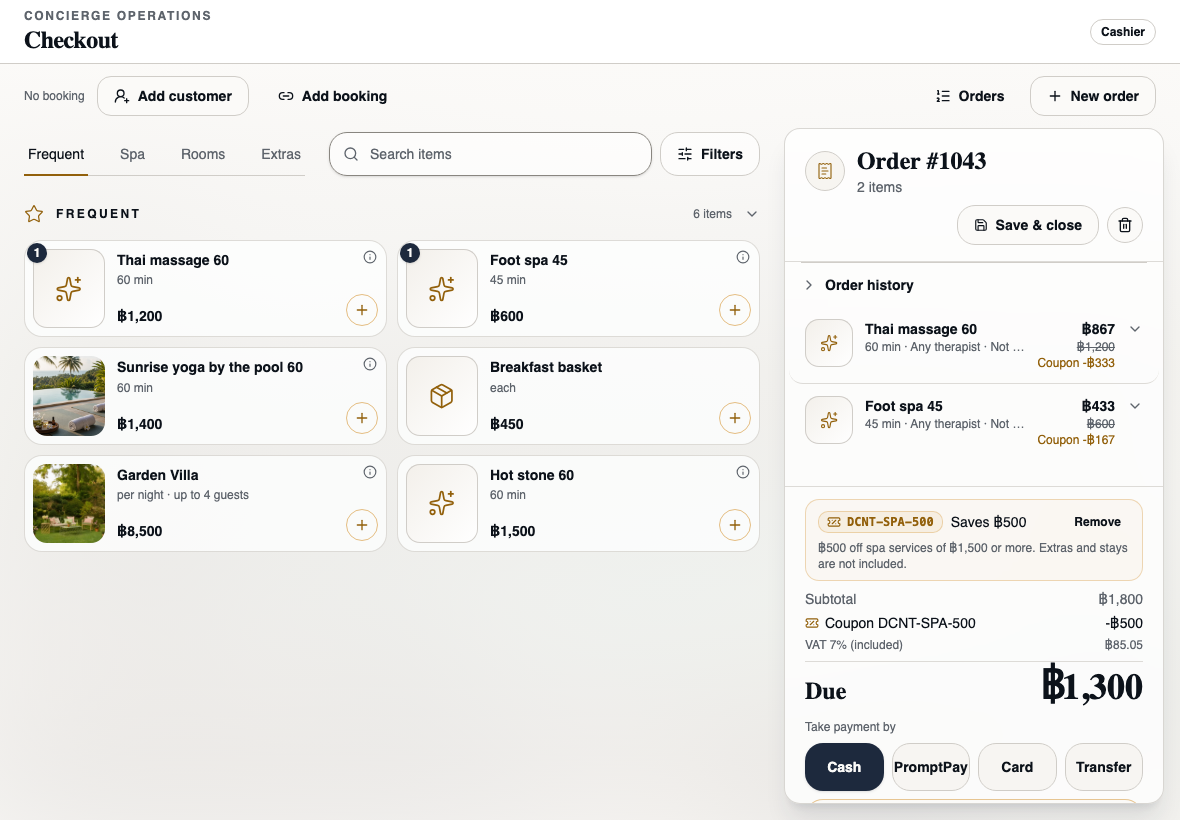 CONCIERGE OPERATIONS
Checkout
Cashier
No booking
Add customer
Add booking
Orders
New order
Frequent
Spa
Rooms
Extras
Search items
Filters
FREQUENT
6 items
1
Thai massage 60
60 min
฿1,200
1
Foot spa 45
45 min
฿600
Sunrise yoga by the pool 60
60 min
฿1,400
Breakfast basket
each
฿450
Garden Villa
per night · up to 4 guests
฿8,500
Hot stone 60
60 min
฿1,500
Order #1043
2 items
Save & close
Order history
Thai massage 60
฿867
60 min · Any therapist · Not …
฿1,200
Coupon -฿333
Foot spa 45
฿433
45 min · Any therapist · Not …
฿600
Coupon -฿167
DCNT-SPA-500
Saves ฿500
Remove
฿500 off spa services of ฿1,500 or more. Extras and stays
are not included.
Subtotal
฿1,800
Coupon DCNT-SPA-500
-฿500
VAT 7% (included)
฿85.05
Due
฿1,300
Take payment by
Cash
PromptPay
Card
Transfer